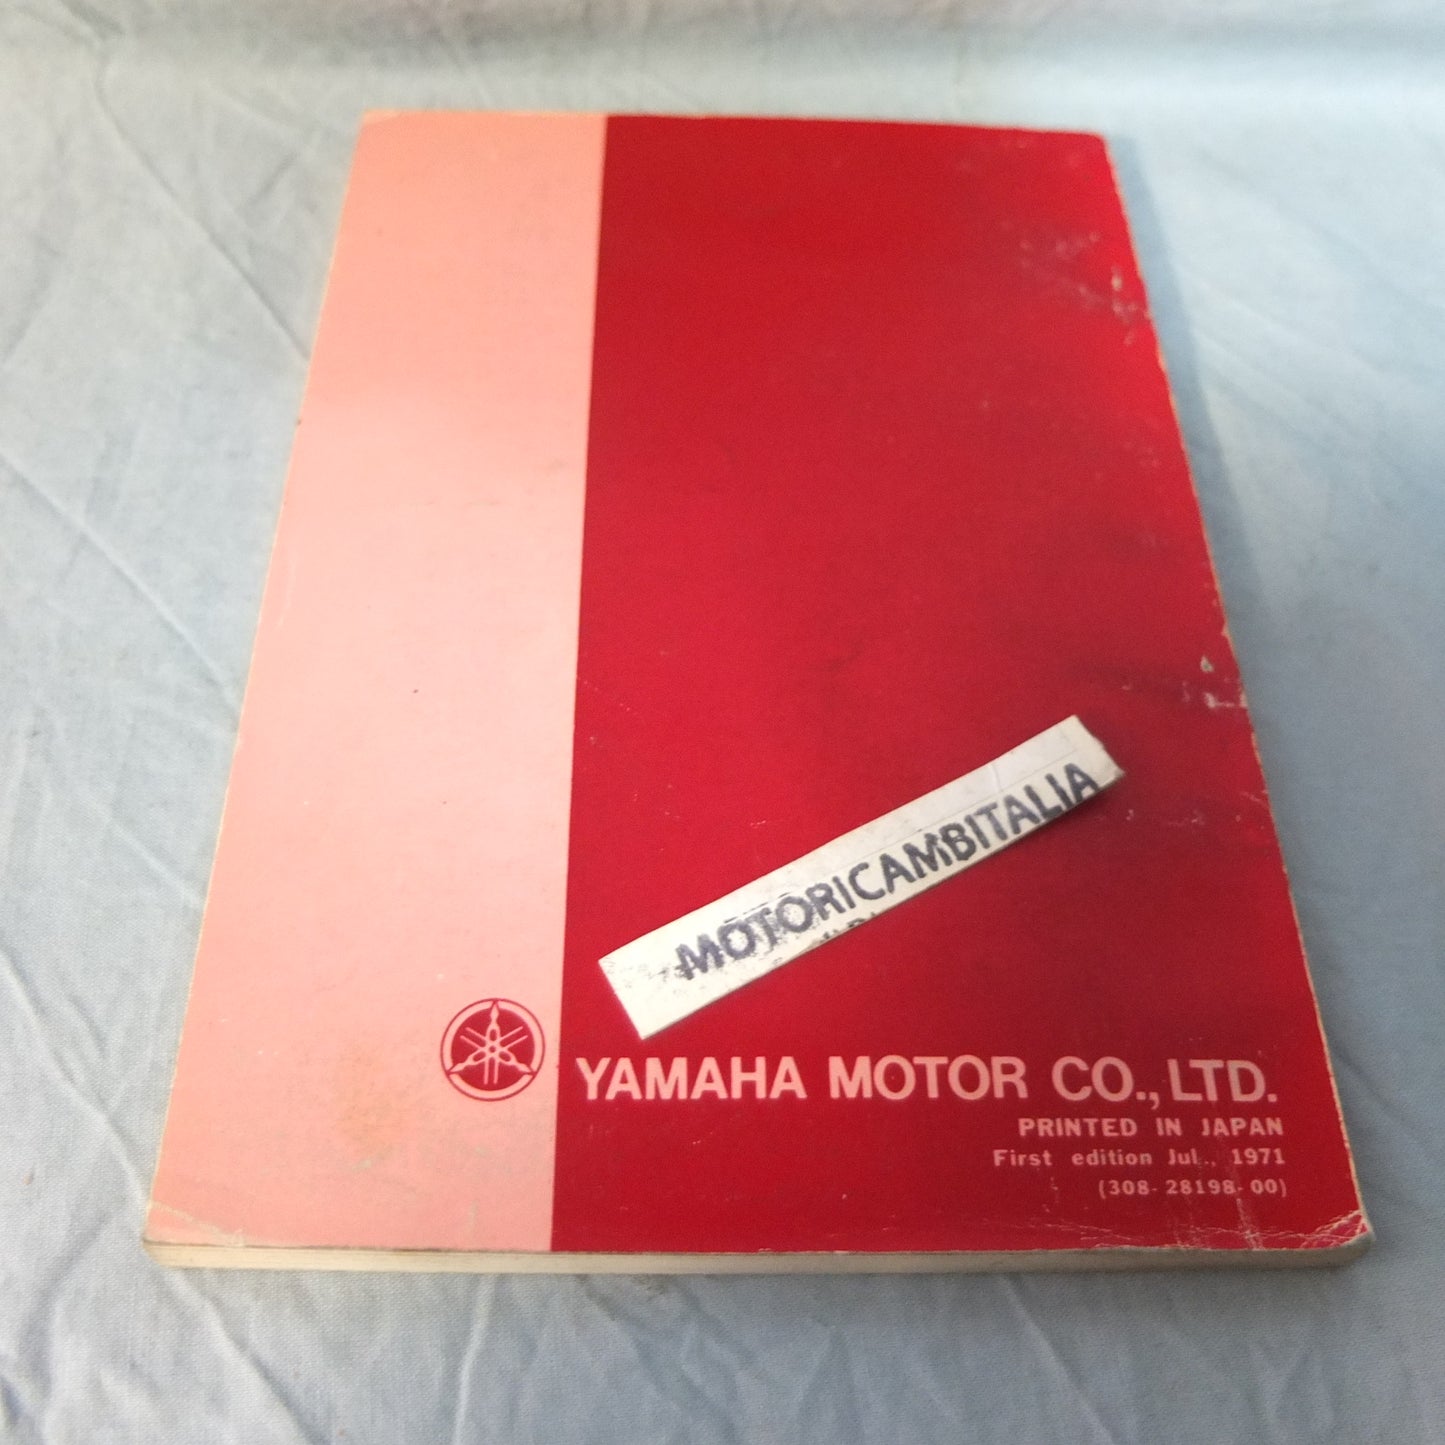 MOTORICAMBITALIA
YAMAHA MOTOR CO., LTD.
PRINTED IN JAPAN
First edition Jul., 1971
(308-28198-00)